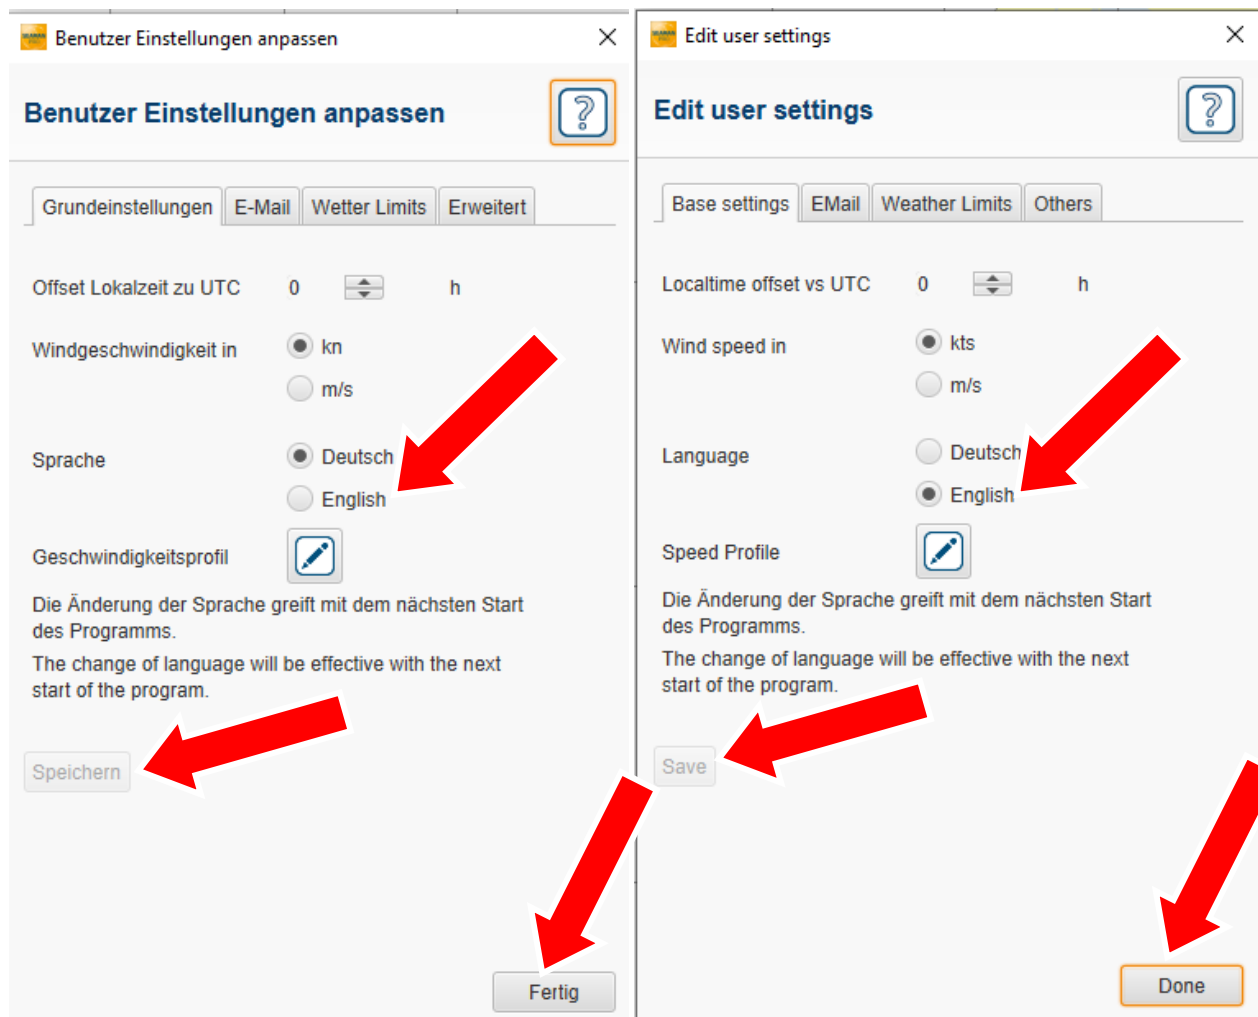 Benutzer Einstellungen anpassen
Benutzer Einstellungen anpassen
Grundeinstellungen E-Mail Wetter Limits Erweitert
Offset Lokalzeit zu UTC 0 h
Windgeschwindigkeit in kn
m/s
Sprache Deutsch
English
Geschwindigkeitsprofil
Die Änderung der Sprache greift mit dem nächsten Start
des Programms.
The change of language will be effective with the next
start of the program.
Speichern
Fertig
Edit user settings
Edit user settings
Base settings EMail Weather Limits Others
Localtime offset vs UTC 0 h
Wind speed in kts
m/s
Language Deutsch
English
Speed Profile
Die Änderung der Sprache greift mit dem nächsten Start
des Programms.
The change of language will be effective with the next
start of the program.
Save
Done